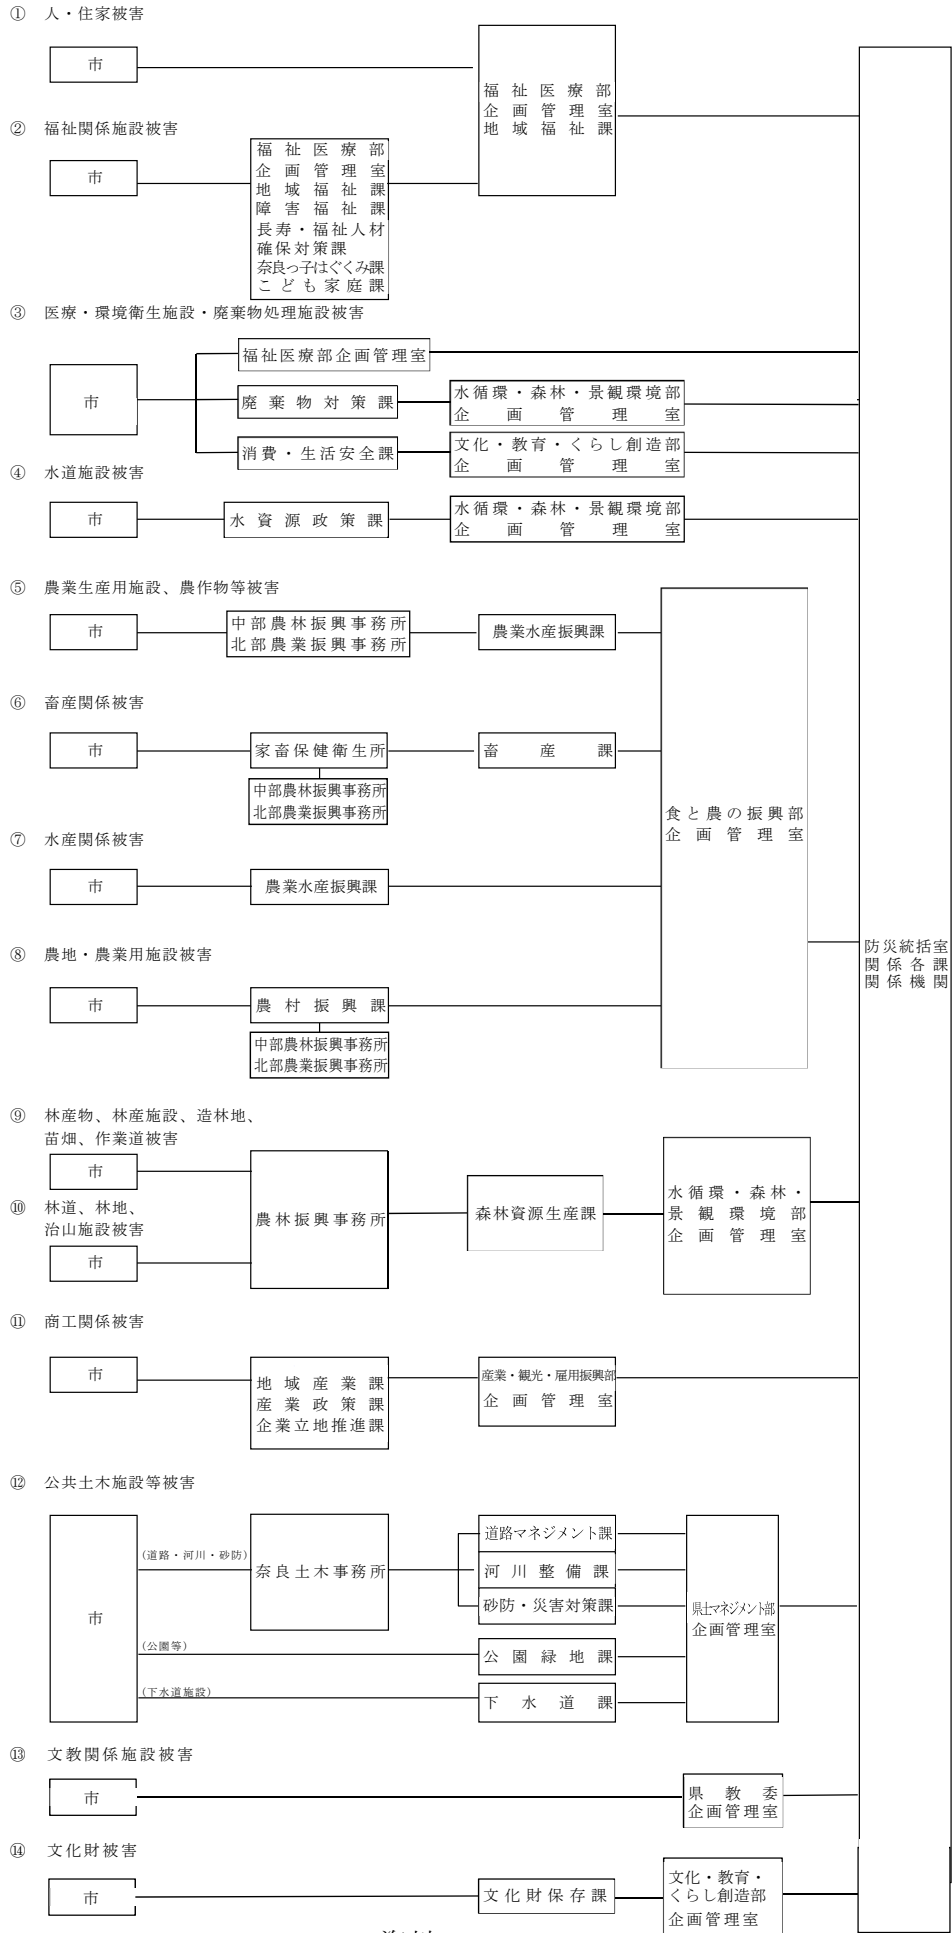 ① 人・住家被害
市
福祉医療部
企画管理室
地域福祉課
② 福祉関係施設被害
市
福祉医療部
企画管理室
地域福祉課
障害福祉課
長寿・福祉人材
確保対策課
奈良っ子はぐくみ課
こども家庭課
③ 医療・環境衛生施設・廃棄物処理施設被害
市
福祉医療部企画管理室
廃棄物対策課
水循環・森林・景観環境部
企画管理室
消費・生活安全課
文化・教育・くらし創造部
企画管理室
④ 水道施設被害
市
水資源政策課
水循環・森林・景観環境部
企画管理室
⑤ 農業生産用施設、農作物等被害
市
中部農林振興事務所
北部農業振興事務所
農業水産振興課
⑥ 畜産関係被害
市
家畜保健衛生所
畜産課
中部農林振興事務所
北部農業振興事務所
食と農の振興部
企画管理室
⑦ 水産関係被害
市
農業水産振興課
⑧ 農地・農業用施設被害
市
農村振興課
中部農林振興事務所
北部農業振興事務所
防災統括室
関係各課
関係機関
⑨ 林産物、林産施設、造林地、
苗畑、作業道被害
市
⑩ 林道、林地、
治山施設被害
市
農林振興事務所
森林資源生産課
水循環・森林・
景観環境部
企画管理室
⑪ 商工関係被害
市
地域産業課
産業政策課
企業立地推進課
産業・観光・雇用振興部
企画管理室
⑫ 公共土木施設等被害
市
(道路・河川・砂防)
奈良土木事務所
道路マネジメント課
河川整備課
砂防・災害対策課
(公園等)
公園緑地課
(下水道施設)
下水道課
県土マネジメント部
企画管理室
⑬ 文教関係施設被害
市
県教委
企画管理室
⑭ 文化財被害
市
文化財保存課
文化・教育・
くらし創造部
企画管理室